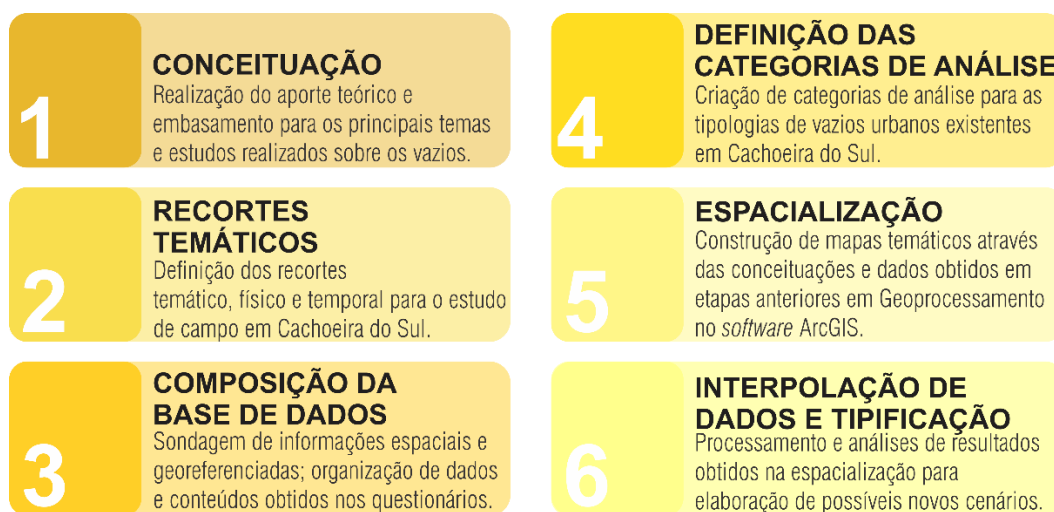 1
CONCEITUAÇÃO
Realização do aporte teórico e
embasamento para os principais temas
e estudos realizados sobre os vazios.
2
RECORTES
TEMÁTICOS
Definição dos recortes
temático, físico e temporal para o estudo
de campo em Cachoeira do Sul.
3
COMPOSIÇÃO DA
BASE DE DADOS
Sondagem de informações espaciais e
georeferenciadas; organização de dados
e conteúdos obtidos nos questionários.
4
DEFINIÇÃO DAS
CATEGORIAS DE ANÁLISE
Criação de categorias de análise para as
tipologias de vazios urbanos existentes
em Cachoeira do Sul.
5
ESPACIALIZAÇÃO
Construção de mapas temáticos através
das conceituações e dados obtidos em
etapas anteriores em Geoprocessamento
no software ArcGIS.
6
INTERPOLAÇÃO DE
DADOS E TIPIFICAÇÃO
Processamento e análises de resultados
obtidos na espacialização para
elaboração de possíveis novos cenários.